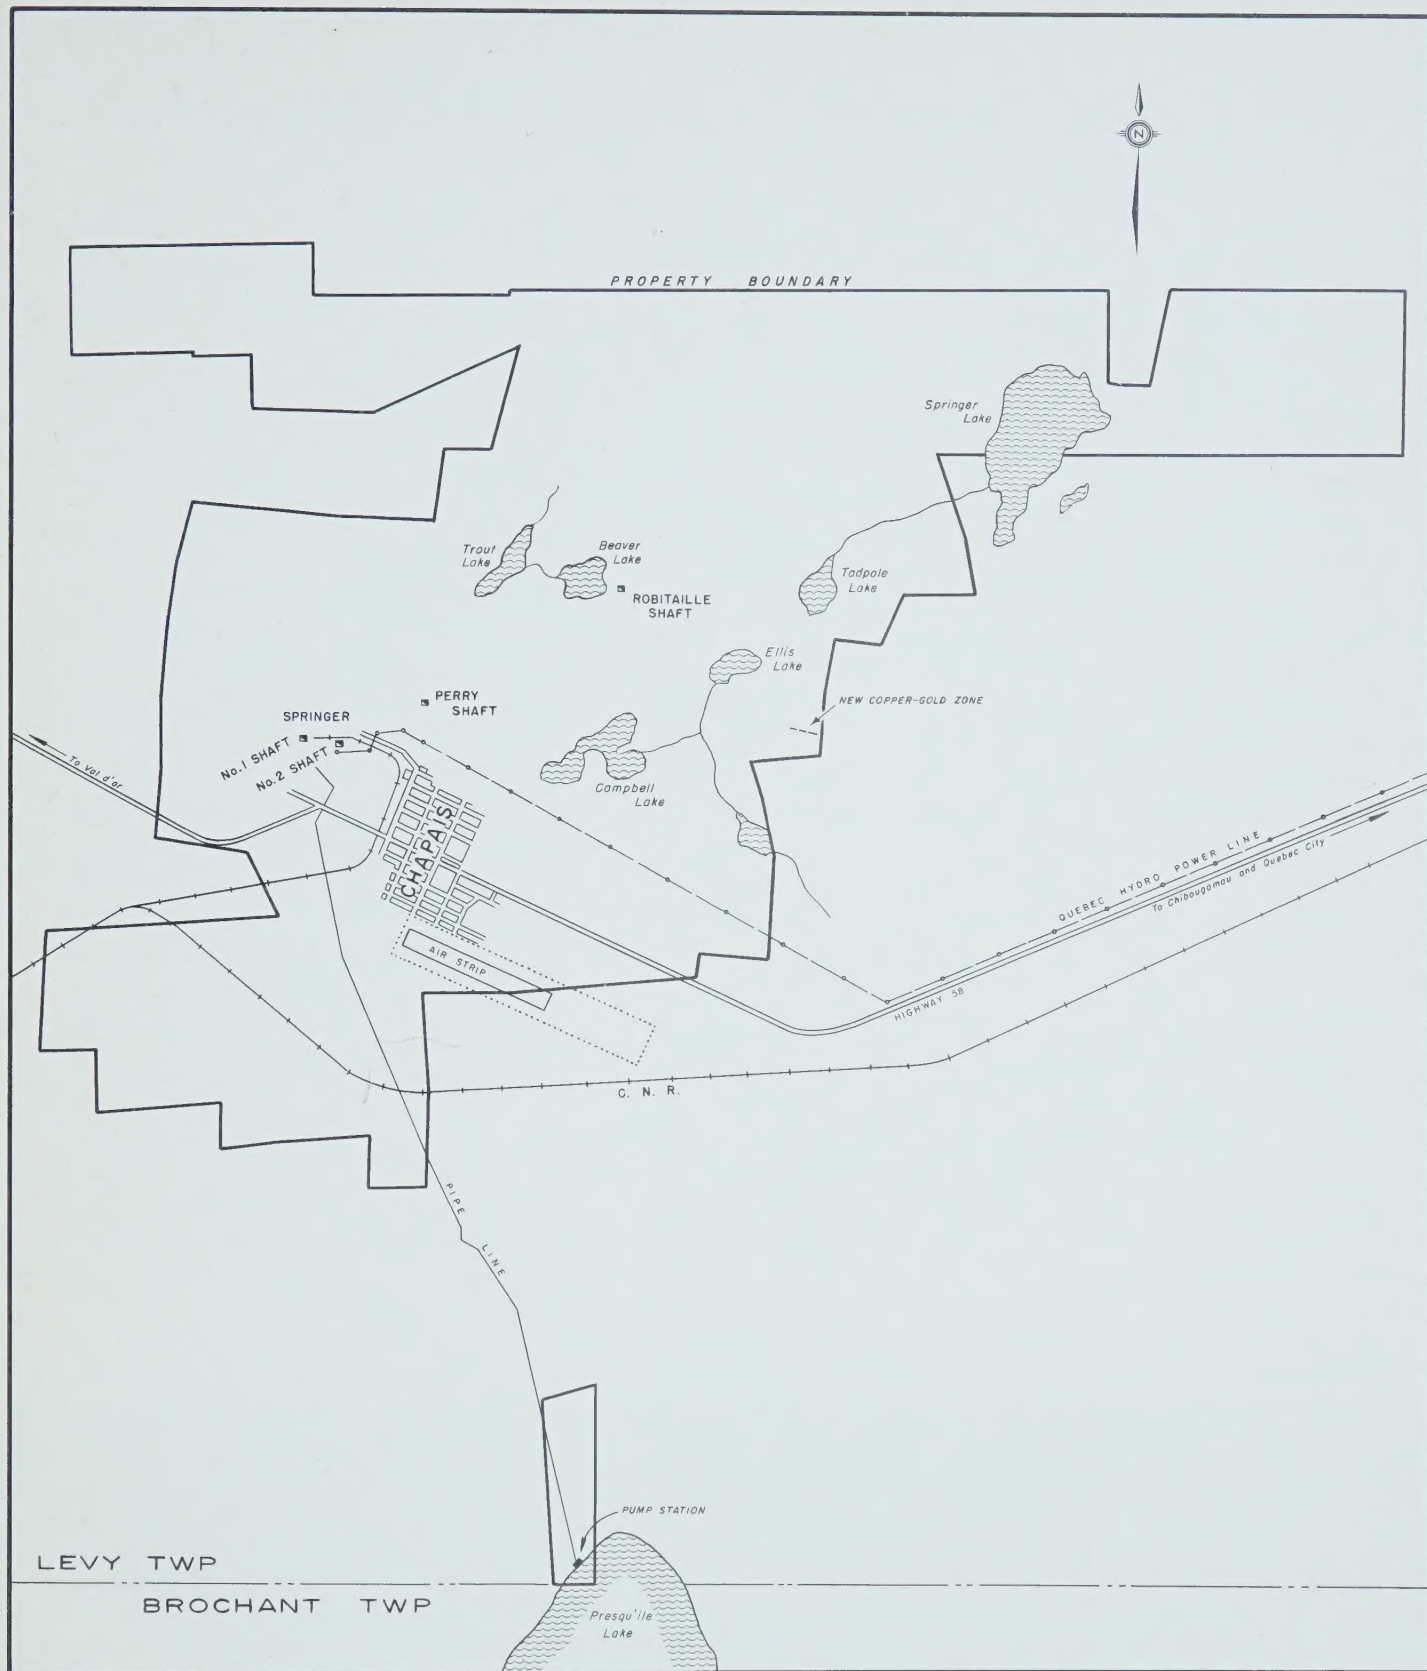 N
PROPERTY BOUNDARY
Springer
Lake
Trout
Lake
Beaver
Lake
ROBITAILLE
SHAFT
Tadpole
Lake
Ellis
Lake
NEW COPPER-GOLD ZONE
PERRY
SHAFT
SPRINGER
No.1 SHAFT
No.2 SHAFT
To Val d'or
Campbell
Lake
CHAPAIS
AIR STRIP
QUEBEC HYDRO POWER LINE
To Chibougamau and Quebec City
HIGHWAY 58
C. N. R.
PIPE
LINE
PUMP STATION
LEVY TWP
BROCHANT TWP
Presqu'ile
Lake